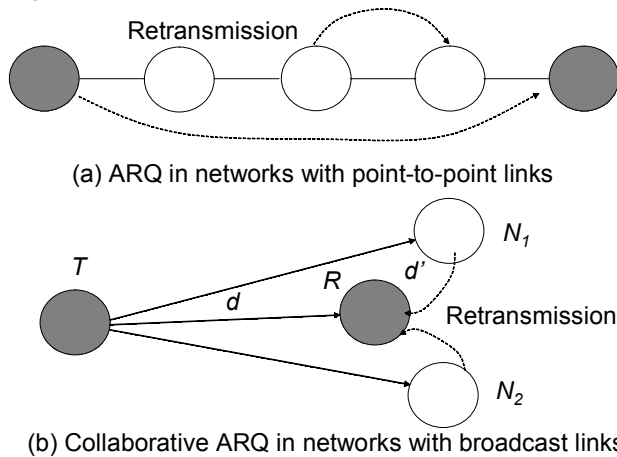 Retransmission
(a) ARQ in networks with point-to-point links
T
d
R
d'
N1
Retransmission
N2
(b) Collaborative ARQ in networks with broadcast links